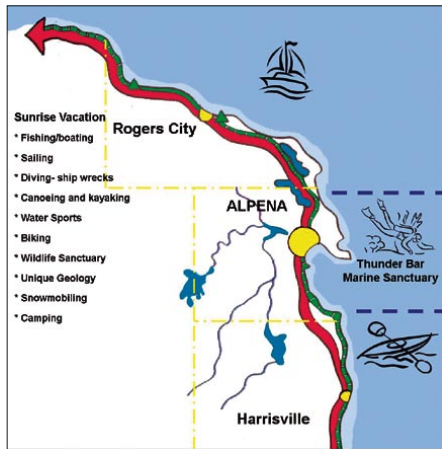 Sunrise Vacation
* Fishing/boating
* Sailing
* Diving- ship wrecks
* Canoeing and kayaking
* Water Sports
* Biking
* Wildlife Sanctuary
* Unique Geology
* Snowmobiling
* Camping
Rogers City
ALPENA
Thunder Bar
Marine Sanctuary
Harrisville